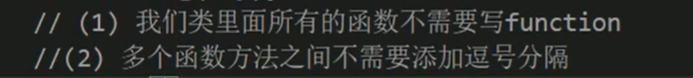 // (1) 我们类里面所有的函数不需要写function
//(2) 多个函数方法之间不需要添加逗号分隔